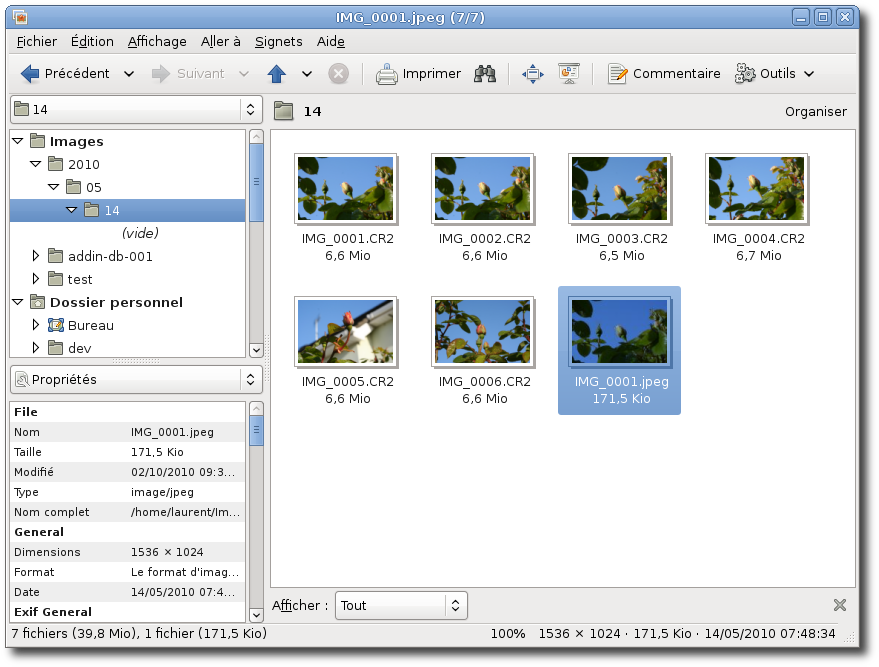 IMG_0001.jpeg (7/7)
Fichier Édition Affichage Aller à Signets Aide
Précédent Suivant Imprimer Commentaire Outils
14
14 Organiser
Images
2010
05
14
(vide)
addin-db-001
test
Dossier personnel
Bureau
dev
Propriétés
File
Nom IMG_0001.jpeg
Taille 171,5 Kio
Modifié 02/10/2010 09:3...
Type image/jpeg
Nom complet /home/laurent/Im...
General
Dimensions 1536 × 1024
Format Le format d'imag...
Date 14/05/2010 07:4...
Exif General
IMG_0001.CR2 IMG_0002.CR2 IMG_0003.CR2 IMG_0004.CR2
6,6 Mio 6,6 Mio 6,5 Mio 6,7 Mio
IMG_0005.CR2 IMG_0006.CR2 IMG_0001.jpeg
6,6 Mio 6,6 Mio 171,5 Kio
Afficher : Tout
7 fichiers (39,8 Mio), 1 fichier (171,5 Kio) 100% 1536 × 1024 · 171,5 Kio · 14/05/2010 07:48:34